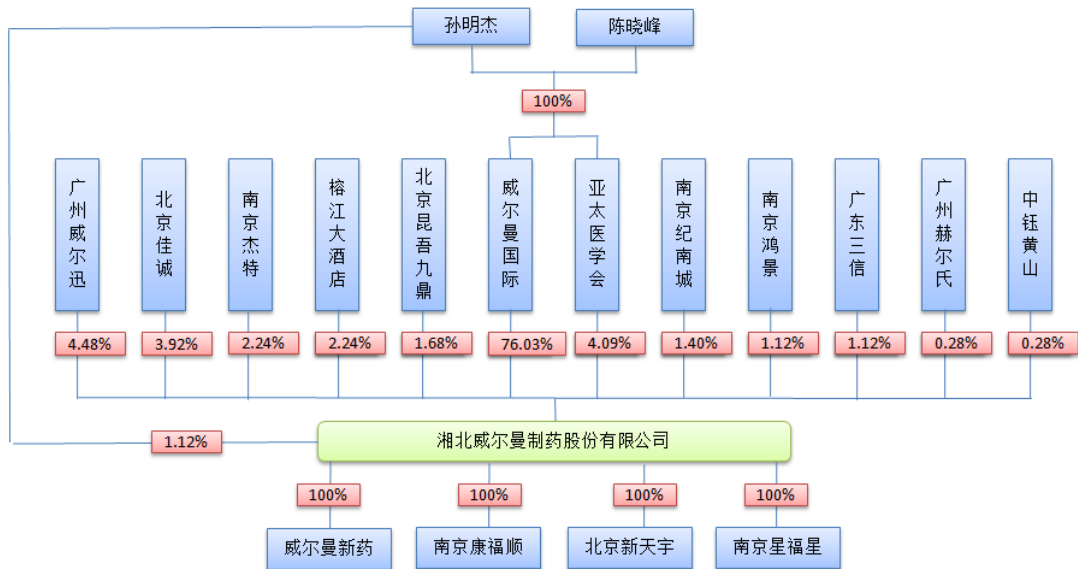 孙明杰
陈晓峰
100%
广州威尔迅
北京佳诚
南京杰特
榕江大酒店
北京昆吾九鼎
威尔曼国际
亚太医学会
南京纪南城
南京鸿景
广东三信
广州赫尔氏
中钰黄山
4.48%
3.92%
2.24%
2.24%
1.68%
76.03%
4.09%
1.40%
1.12%
1.12%
0.28%
0.28%
1.12%
湘北威尔曼制药股份有限公司
100%
100%
100%
100%
威尔曼新药
南京康福顺
北京新天宇
南京星福星